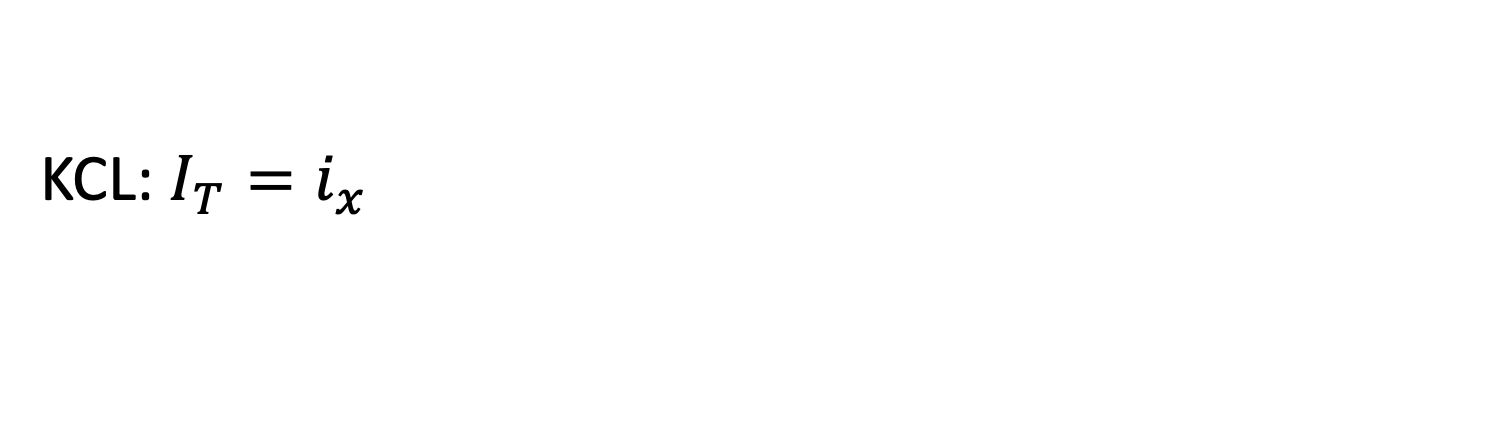 KCL: $I_T = i_x$